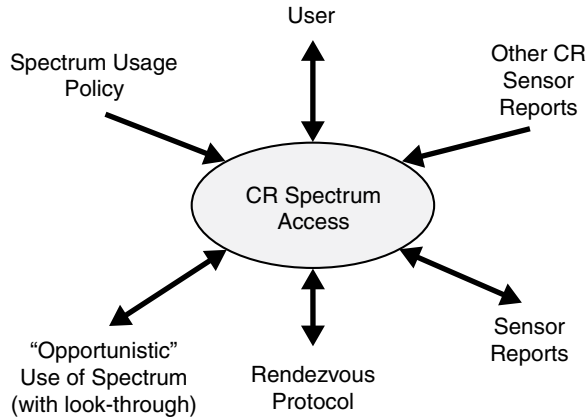 User
Spectrum Usage
Policy
Other CR
Sensor
Reports
CR Spectrum
Access
“Opportunistic”
Use of Spectrum
(with look-through)
Rendezvous
Protocol
Sensor
Reports